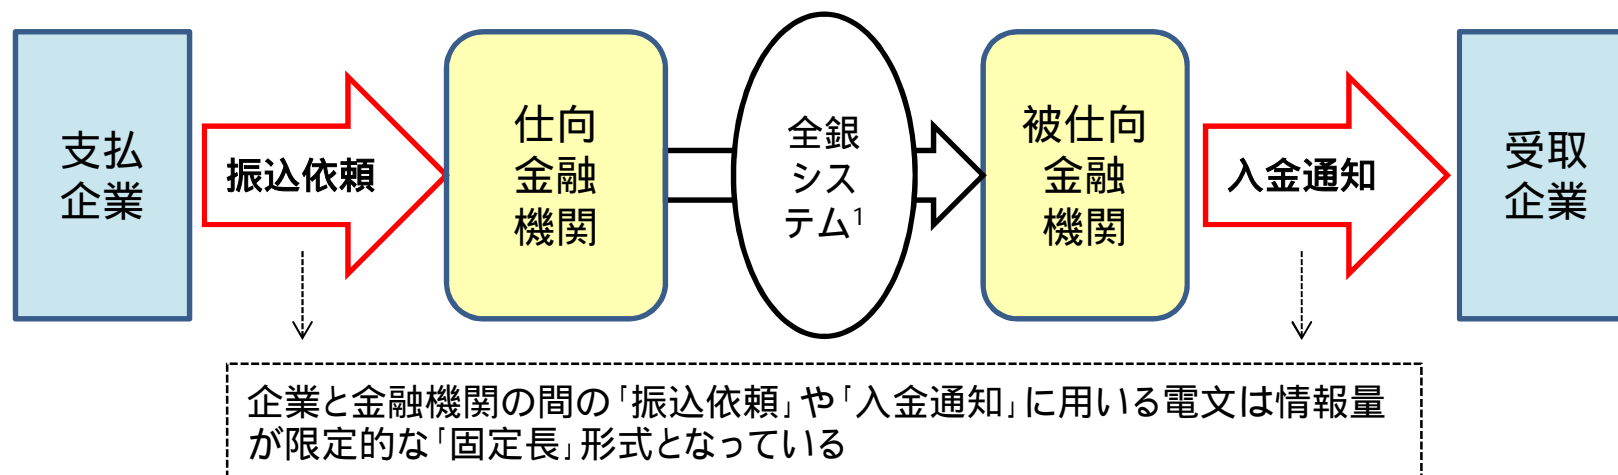 支払
企業
振込依頼
仕向
金融
機関
全銀
シス
テム1
被仕向
金融
機関
入金通知
受取
企業
企業と金融機関の間の「振込依頼」や「入金通知」に用いる電文は情報量
が限定的な「固定長」形式となっている